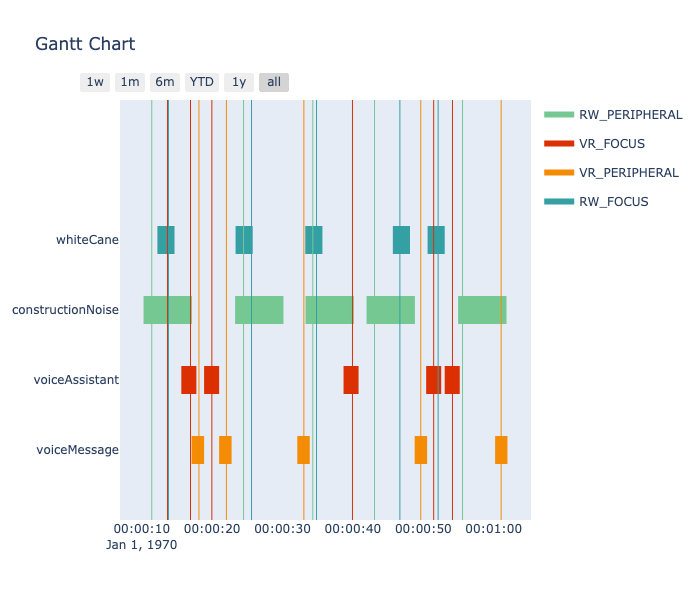 Gantt Chart
1w 1m 6m YTD 1y all
RW_PERIPHERAL
VR_FOCUS
VR_PERIPHERAL
RW_FOCUS
whiteCane
constructionNoise
voiceAssistant
voiceMessage
00:00:10 00:00:20 00:00:30 00:00:40 00:00:50 00:01:00
Jan 1, 1970